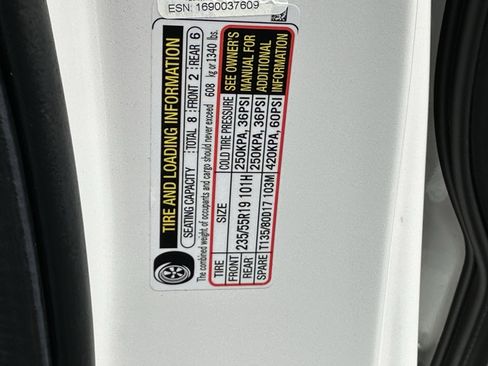 ESN: 1690037609
TIRE AND LOADING INFORMATION
SEATING CAPACITY TOTAL 8 FRONT 2 REAR 6
The combined weight of occupants and cargo should never exceed 608 kg or 1340 lbs.
TIRE SIZE COLD TIRE PRESSURE
FRONT 235/55R19 101H 250KPA, 36PSI
REAR 250KPA, 36PSI
SPARE T135/80D17 103M 420KPA, 60PSI
SEE OWNER'S
MANUAL FOR
ADDITIONAL
INFORMATION